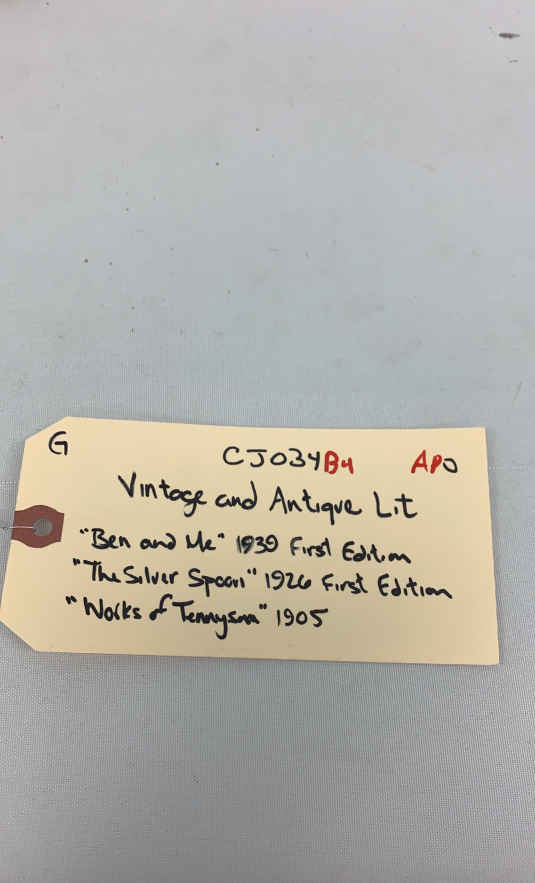 G
CJ034B4 APO
Vintage and Antique Lit
"Ben and Me" 1939 First Edition
"The Silver Spoon" 1926 First Edition
"Works of Tennyson" 1905